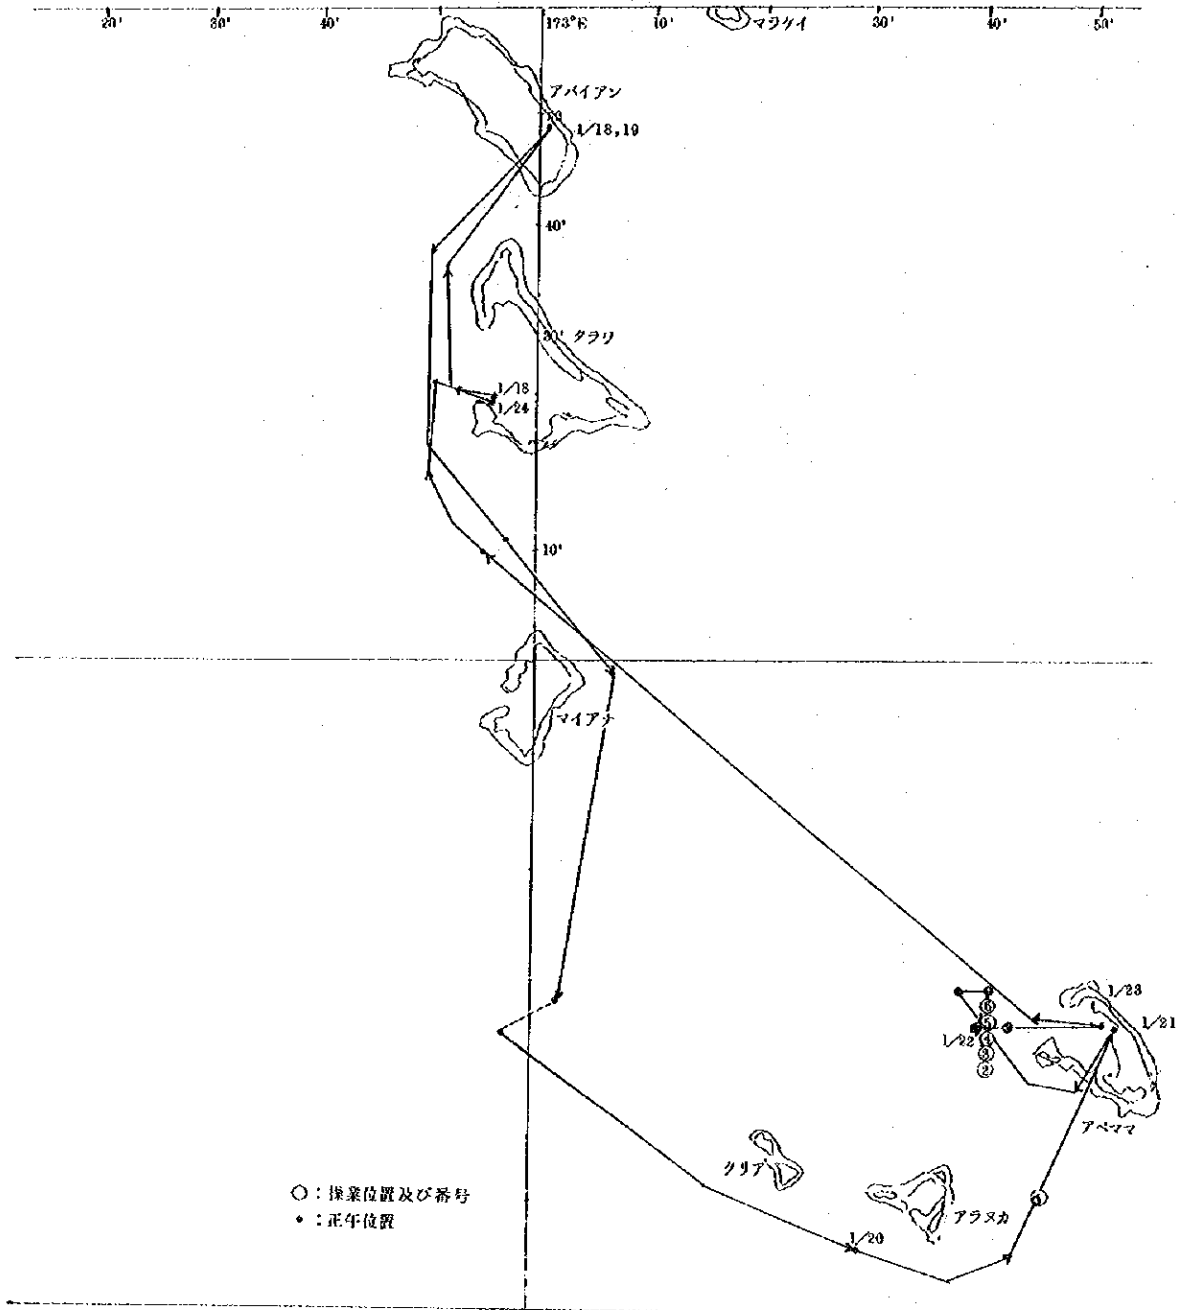 20'
30'
40'
173°E
10'
マラケイ
30'
40'
50'
アバイアン
1/18,19
40'
30' タラワ
1/18
1/24
10'
マイアナ
1/23
1/21
⑥
⑤
1/22 ④
③
②
アベママ
クリア
アラヌカ
1/20
○：操業位置及び番号
•：正午位置